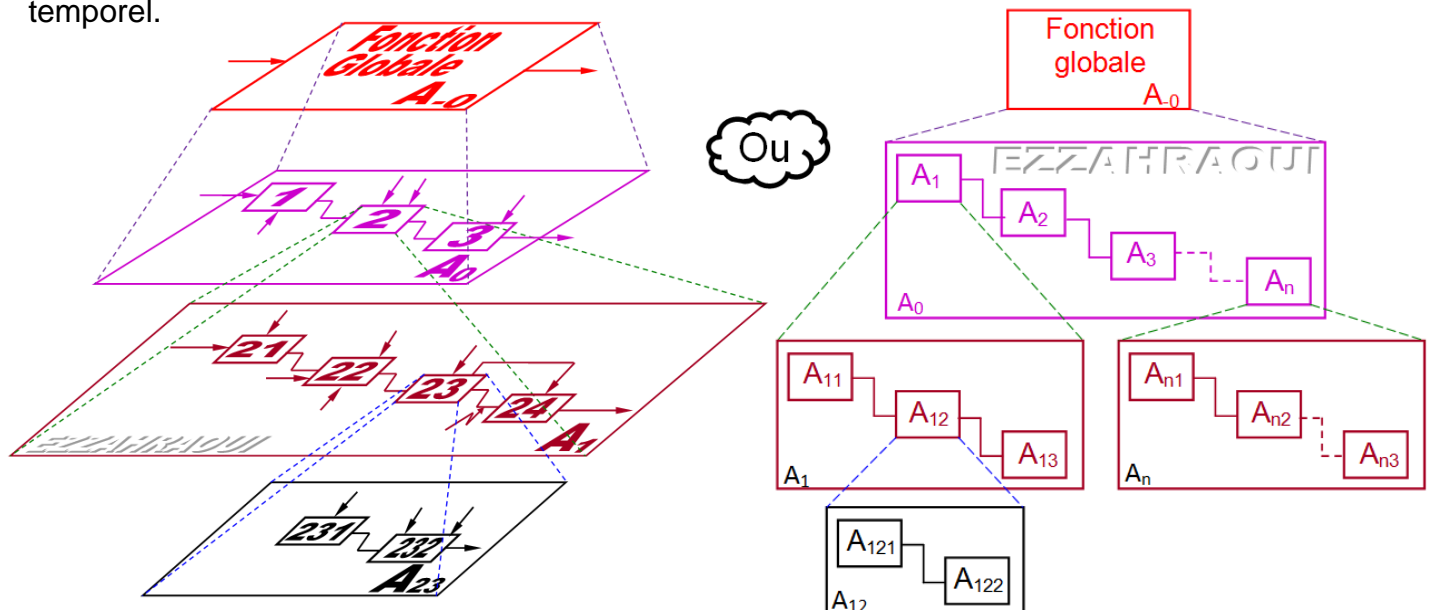 temporel.
Fonction
Globale
A-0
1
2
3
A0
21
22
23
24
A1
EZZAHRAOUI
231
232
A23
Ou
Fonction
globale
A-0
EZZAHRAOUI
A1
A2
A3
An
A0
A11
A12
A13
A1
An1
An2
An3
An
A121
A122
A12